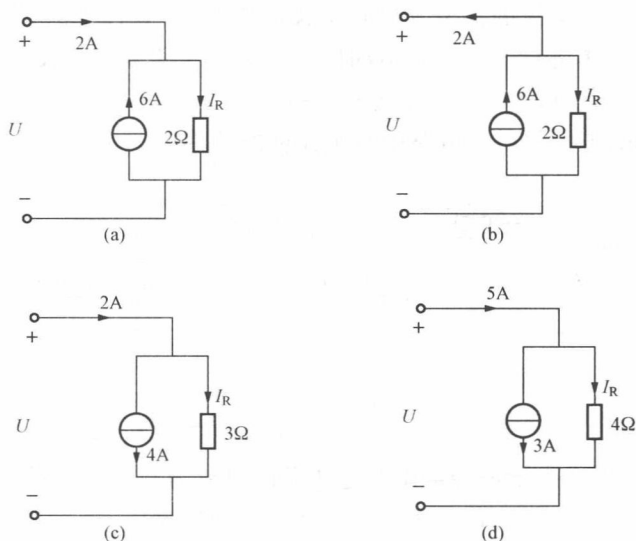 2A
2A
+
+
6A
I_R
6A
I_R
U
2Ω
U
2Ω
−
−
(a)
(b)
2A
5A
+
+
I_R
I_R
U
3Ω
U
4Ω
4A
3A
−
−
(c)
(d)